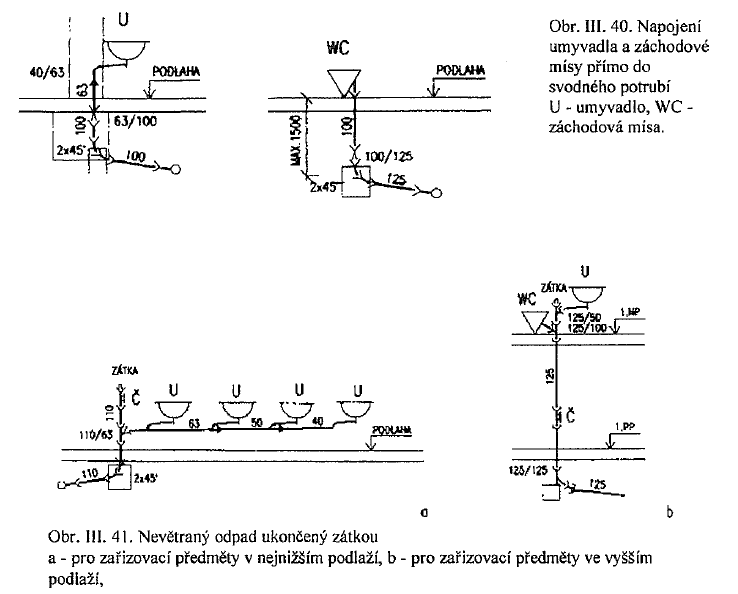 U
40/63
63
PODLAHA
100
63/100
2x45°
100
WC
PODLAHA
MAX. 1500
100
100/125
2x45°
125
Obr. III. 40. Napojení
umyvadla a záchodové
mísy přímo do
svodného potrubí
U - umyvadlo, WC -
záchodová mísa.
ZÁTKA
Č
110
U
U
U
U
110/63
63
50
40
PODLAHA
110
2x45°
a
U
ZÁTKA
WC
125/50
125/100
1.NP
125
Č
1.PP
125/125
125
b
Obr. III. 41. Nevětraný odpad ukončený zátkou
a - pro zařizovací předměty v nejnižším podlaží, b - pro zařizovací předměty ve vyšším
podlaží,